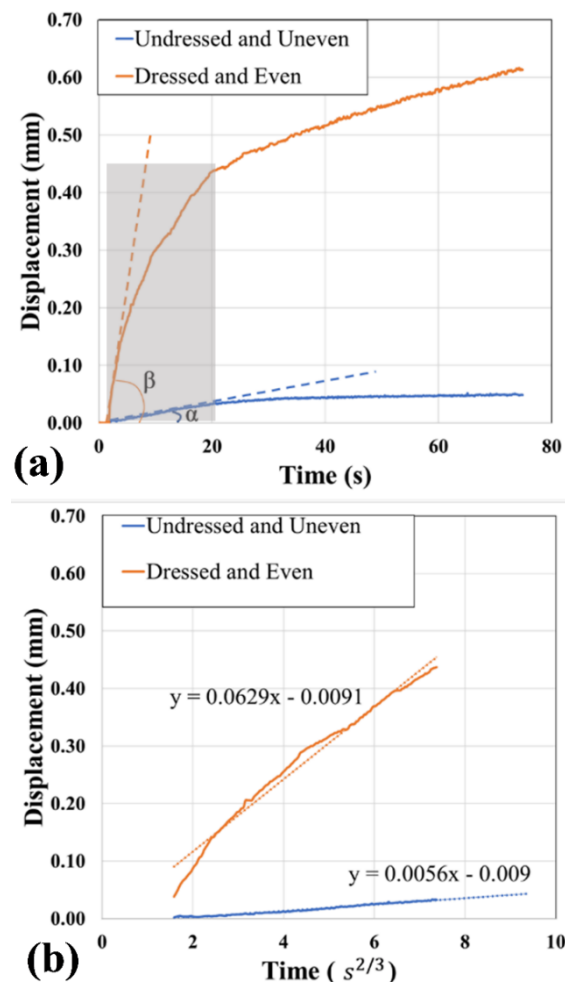 0.70
0.60
0.50
0.40
0.30
0.20
0.10
0.00
Displacement (mm)
Undressed and Uneven
Dressed and Even
β
α
0 20 40 60 80
Time (s)
(a)
0.70
0.60
0.50
0.40
0.30
0.20
0.10
0.00
Displacement (mm)
Undressed and Uneven
Dressed and Even
y = 0.0629x - 0.0091
y = 0.0056x - 0.009
0 2 4 6 8 10
Time ( s^{2/3})
(b)